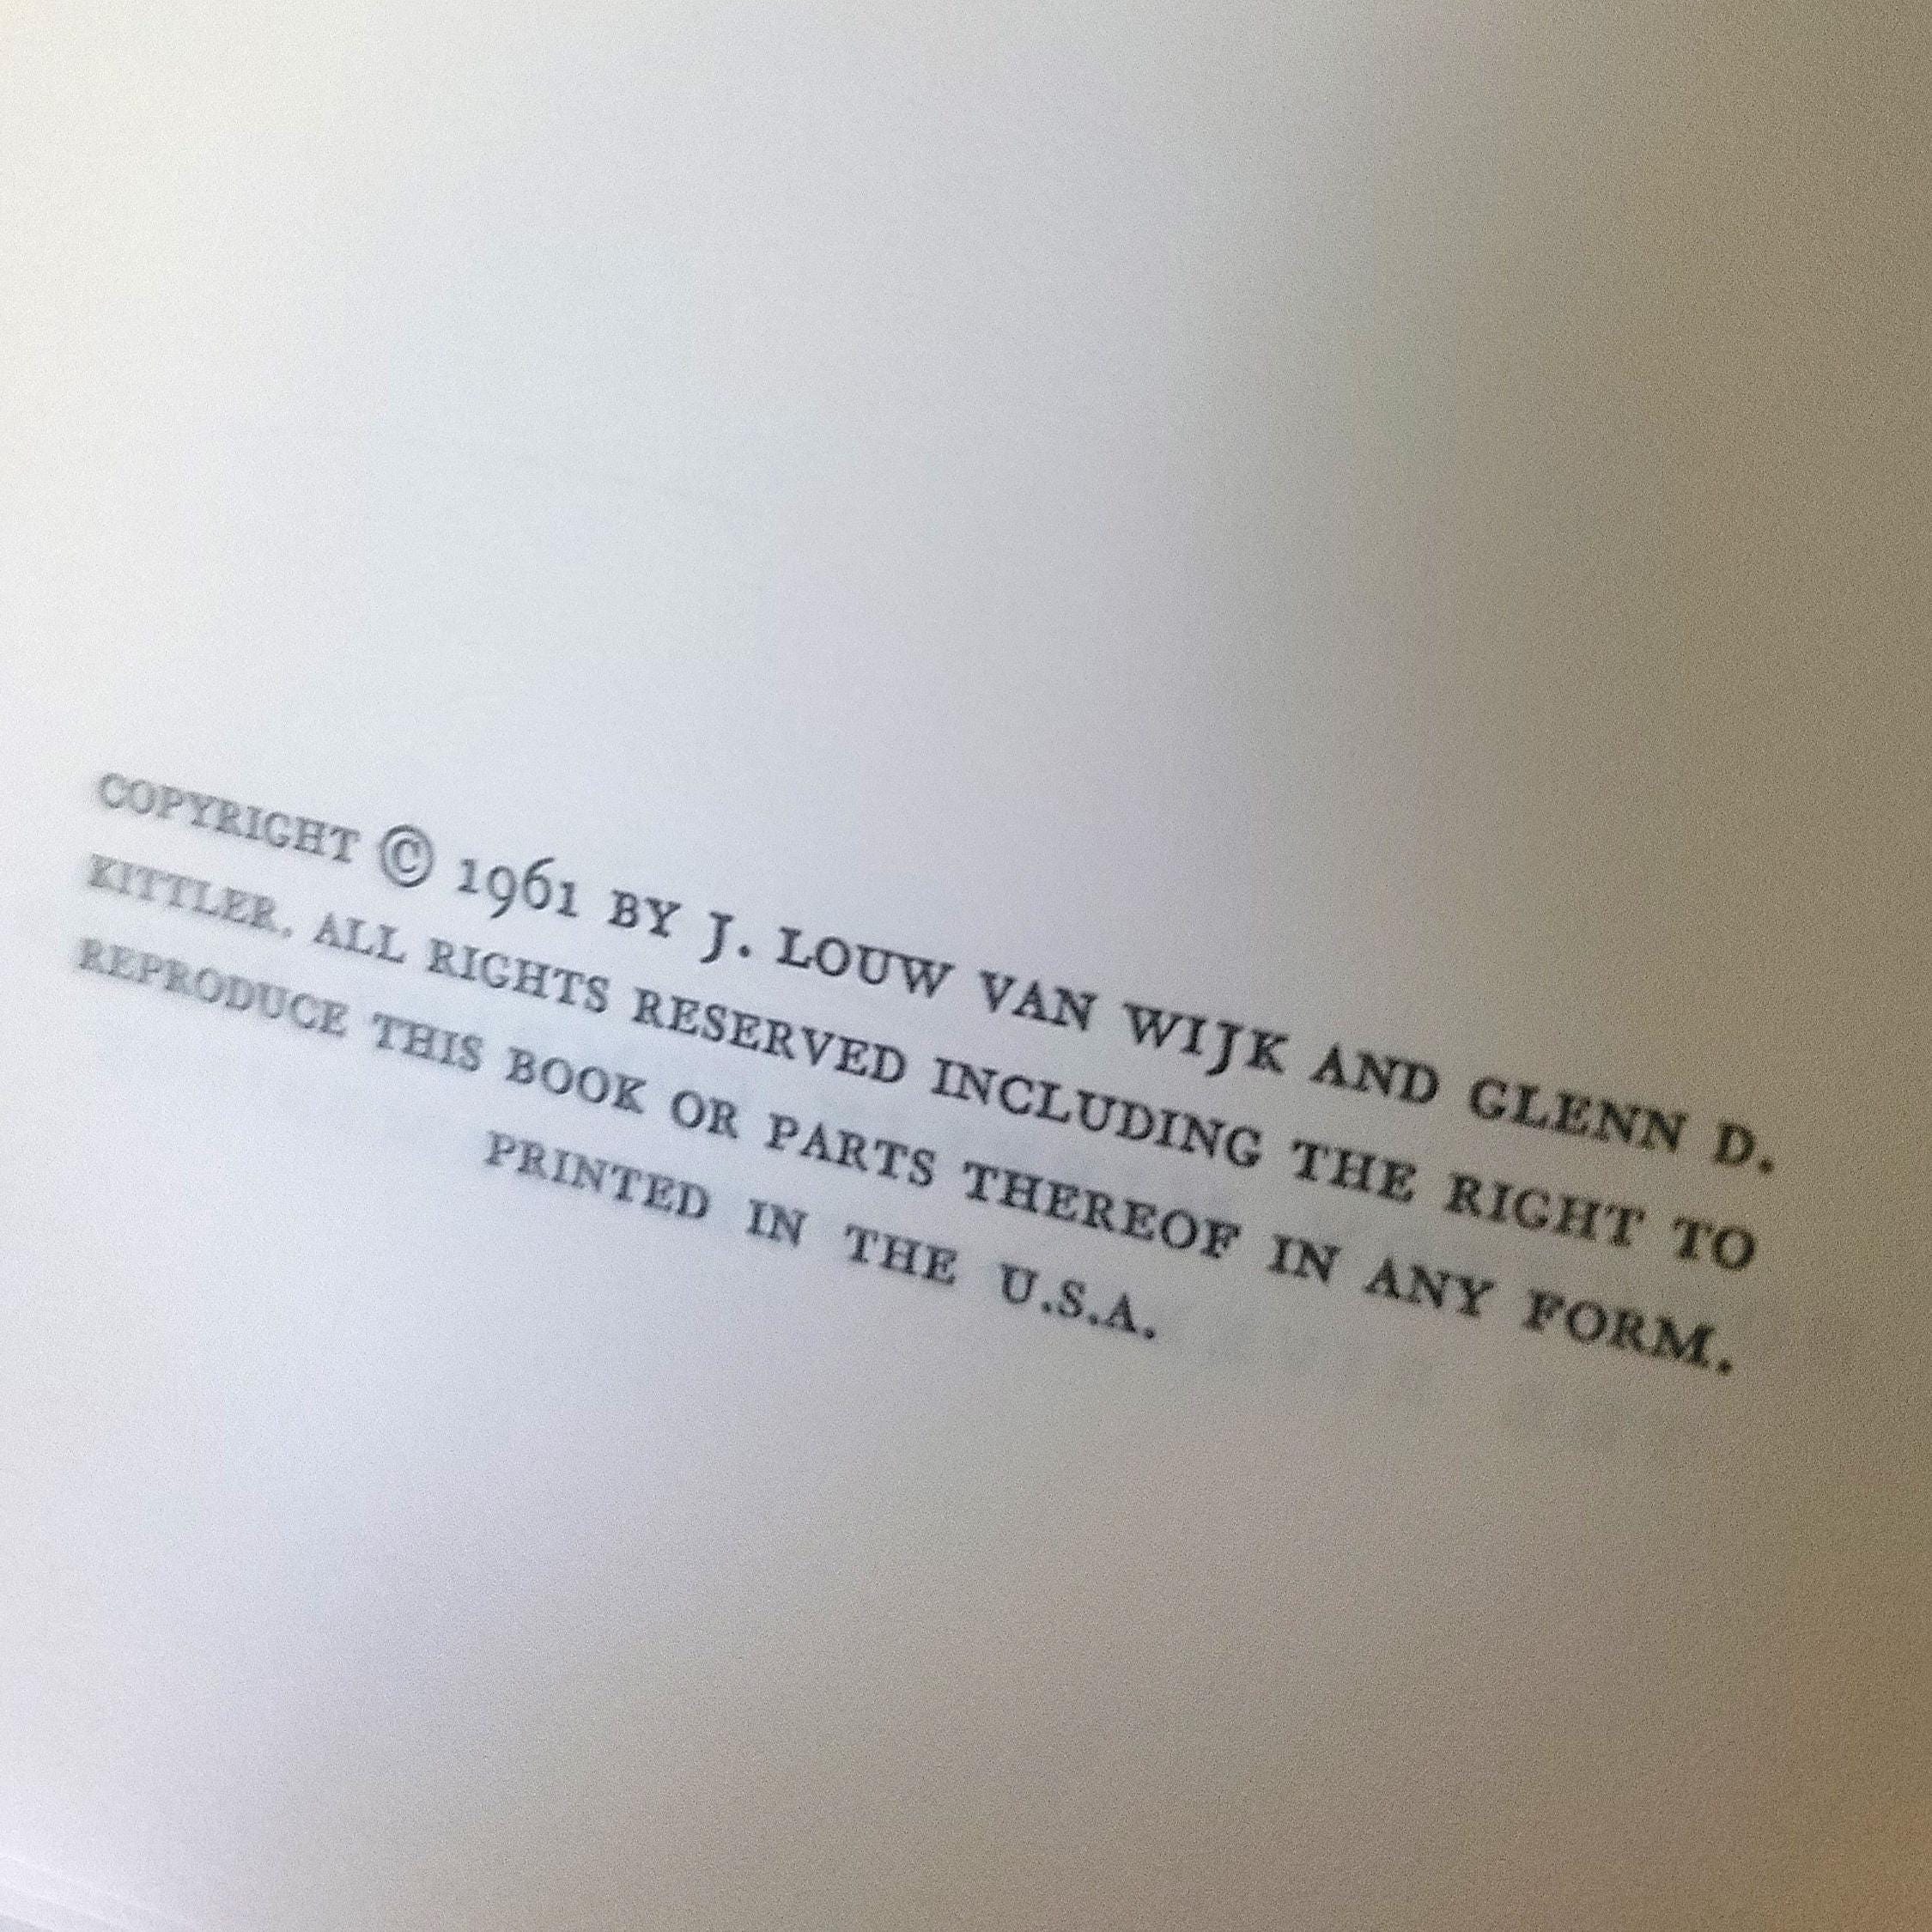 COPYRIGHT © 1961 BY J. LOUW VAN WIJK AND GLENN D.
KITTLER. ALL RIGHTS RESERVED INCLUDING THE RIGHT TO
REPRODUCE THIS BOOK OR PARTS THEREOF IN ANY FORM.
PRINTED IN THE U.S.A.